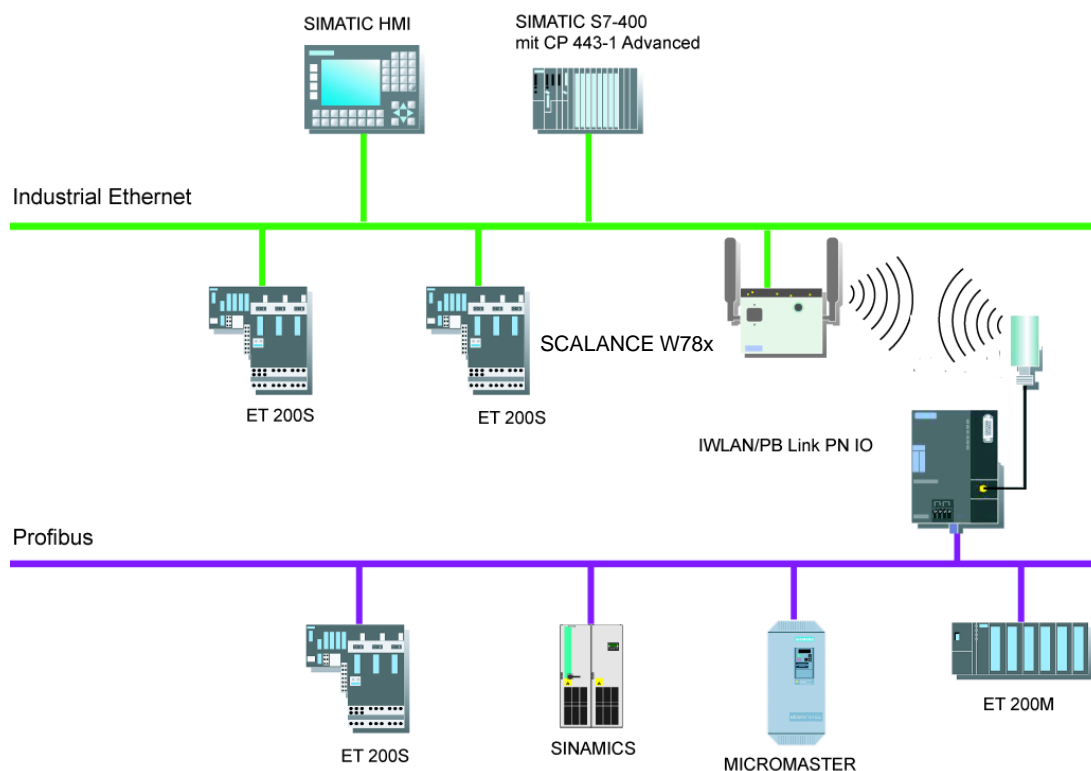 SIMATIC HMI
SIMATIC S7-400
mit CP 443-1 Advanced
Industrial Ethernet
SCALANCE W78x
ET 200S
ET 200S
IWLAN/PB Link PN IO
Profibus
ET 200S
SINAMICS
MICROMASTER
ET 200M